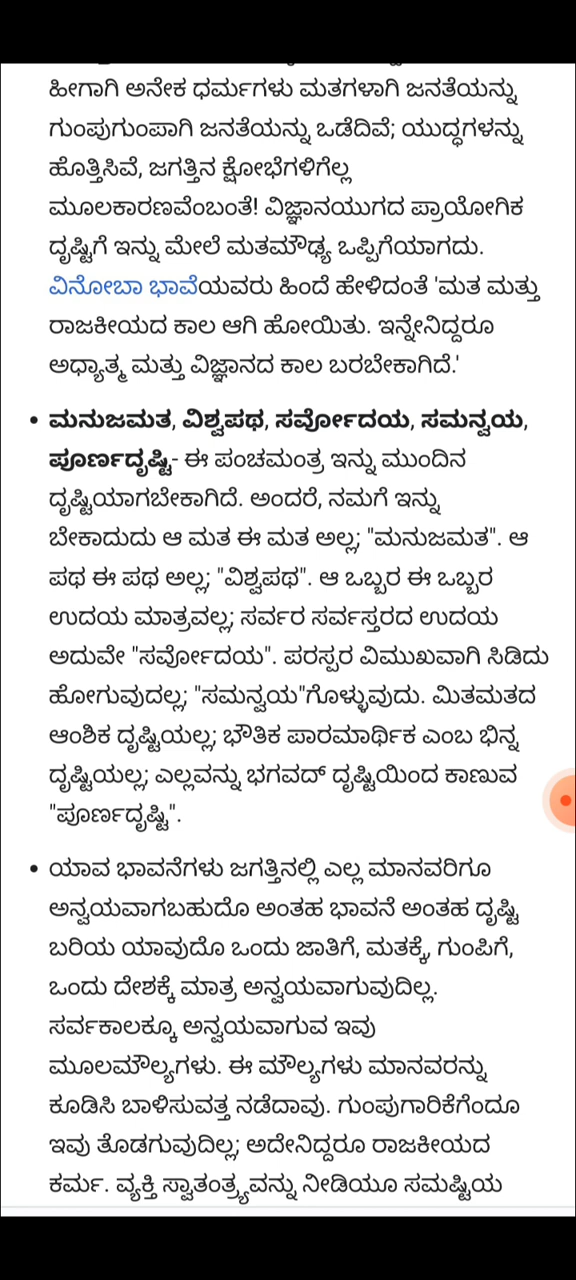 ಹೀಗಾಗಿ ಅನೇಕ ಧರ್ಮಗಳು ಮತಗಳಾಗಿ ಜನತೆಯನ್ನು
ಗುಂಪುಗುಂಪಾಗಿ ಜನತೆಯನ್ನು ಒಡೆದಿವೆ; ಯುದ್ಧಗಳನ್ನು
ಹೊತ್ತಿಸಿವೆ, ಜಗತ್ತಿನ ಕ್ಷೋಭೆಗಳಿಗೆಲ್ಲ
ಮೂಲಕಾರಣವೆಂಬಂತೆ! ವಿಜ್ಞಾನಯುಗದ ಪ್ರಾಯೋಗಿಕ
ದೃಷ್ಟಿಗೆ ಇನ್ನು ಮೇಲೆ ಮತಮೌಢ್ಯ ಒಪ್ಪಿಗೆಯಾಗದು.
ವಿನೋಬಾ ಭಾವೆಯವರು ಹಿಂದೆ ಹೇಳಿದಂತೆ 'ಮತ ಮತ್ತು
ರಾಜಕೀಯದ ಕಾಲ ಆಗಿ ಹೋಯಿತು. ಇನ್ನೇನಿದ್ದರೂ
ಅಧ್ಯಾತ್ಮ ಮತ್ತು ವಿಜ್ಞಾನದ ಕಾಲ ಬರಬೇಕಾಗಿದೆ.'
• ಮನುಜಮತ, ವಿಶ್ವಪಥ, ಸರ್ವೋದಯ, ಸಮನ್ವಯ,
ಪೂರ್ಣದೃಷ್ಟಿ- ಈ ಪಂಚಮಂತ್ರ ಇನ್ನು ಮುಂದಿನ
ದೃಷ್ಟಿಯಾಗಬೇಕಾಗಿದೆ. ಅಂದರೆ, ನಮಗೆ ಇನ್ನು
ಬೇಕಾದುದು ಆ ಮತ ಈ ಮತ ಅಲ್ಲ; "ಮನುಜಮತ". ಆ
ಪಥ ಈ ಪಥ ಅಲ್ಲ; "ವಿಶ್ವಪಥ". ಆ ಒಬ್ಬರ ಈ ಒಬ್ಬರ
ಉದಯ ಮಾತ್ರವಲ್ಲ; ಸರ್ವರ ಸರ್ವಸ್ತರದ ಉದಯ
ಅದುವೇ "ಸರ್ವೋದಯ". ಪರಸ್ಪರ ವಿಮುಖವಾಗಿ ಸಿಡಿದು
ಹೋಗುವುದಲ್ಲ; "ಸಮನ್ವಯ"ಗೊಳ್ಳುವುದು. ಮಿತಮತದ
ಆಂಶಿಕ ದೃಷ್ಟಿಯಲ್ಲ; ಭೌತಿಕ ಪಾರಮಾರ್ಥಿಕ ಎಂಬ ಭಿನ್ನ
ದೃಷ್ಟಿಯಲ್ಲ; ಎಲ್ಲವನ್ನು ಭಗವದ್ ದೃಷ್ಟಿಯಿಂದ ಕಾಣುವ
"ಪೂರ್ಣದೃಷ್ಟಿ".
• ಯಾವ ಭಾವನೆಗಳು ಜಗತ್ತಿನಲ್ಲಿ ಎಲ್ಲ ಮಾನವರಿಗೂ
ಅನ್ವಯವಾಗಬಹುದೊ ಅಂತಹ ಭಾವನೆ ಅಂತಹ ದೃಷ್ಟಿ
ಬರಿಯ ಯಾವುದೊ ಒಂದು ಜಾತಿಗೆ, ಮತಕ್ಕೆ, ಗುಂಪಿಗೆ,
ಒಂದು ದೇಶಕ್ಕೆ ಮಾತ್ರ ಅನ್ವಯವಾಗುವುದಿಲ್ಲ.
ಸರ್ವಕಾಲಕ್ಕೂ ಅನ್ವಯವಾಗುವ ಇವು
ಮೂಲಮೌಲ್ಯಗಳು. ಈ ಮೌಲ್ಯಗಳು ಮಾನವರನ್ನು
ಕೂಡಿಸಿ ಬಾಳಿಸುವತ್ತ ನಡೆದಾವು. ಗುಂಪುಗಾರಿಕೆಗೆಂದೂ
ಇವು ತೊಡಗುವುದಿಲ್ಲ; ಅದೇನಿದ್ದರೂ ರಾಜಕೀಯದ
ಕರ್ಮ. ವ್ಯಕ್ತಿ ಸ್ವಾತಂತ್ರ್ಯವನ್ನು ನೀಡಿಯೂ ಸಮಷ್ಟಿಯ